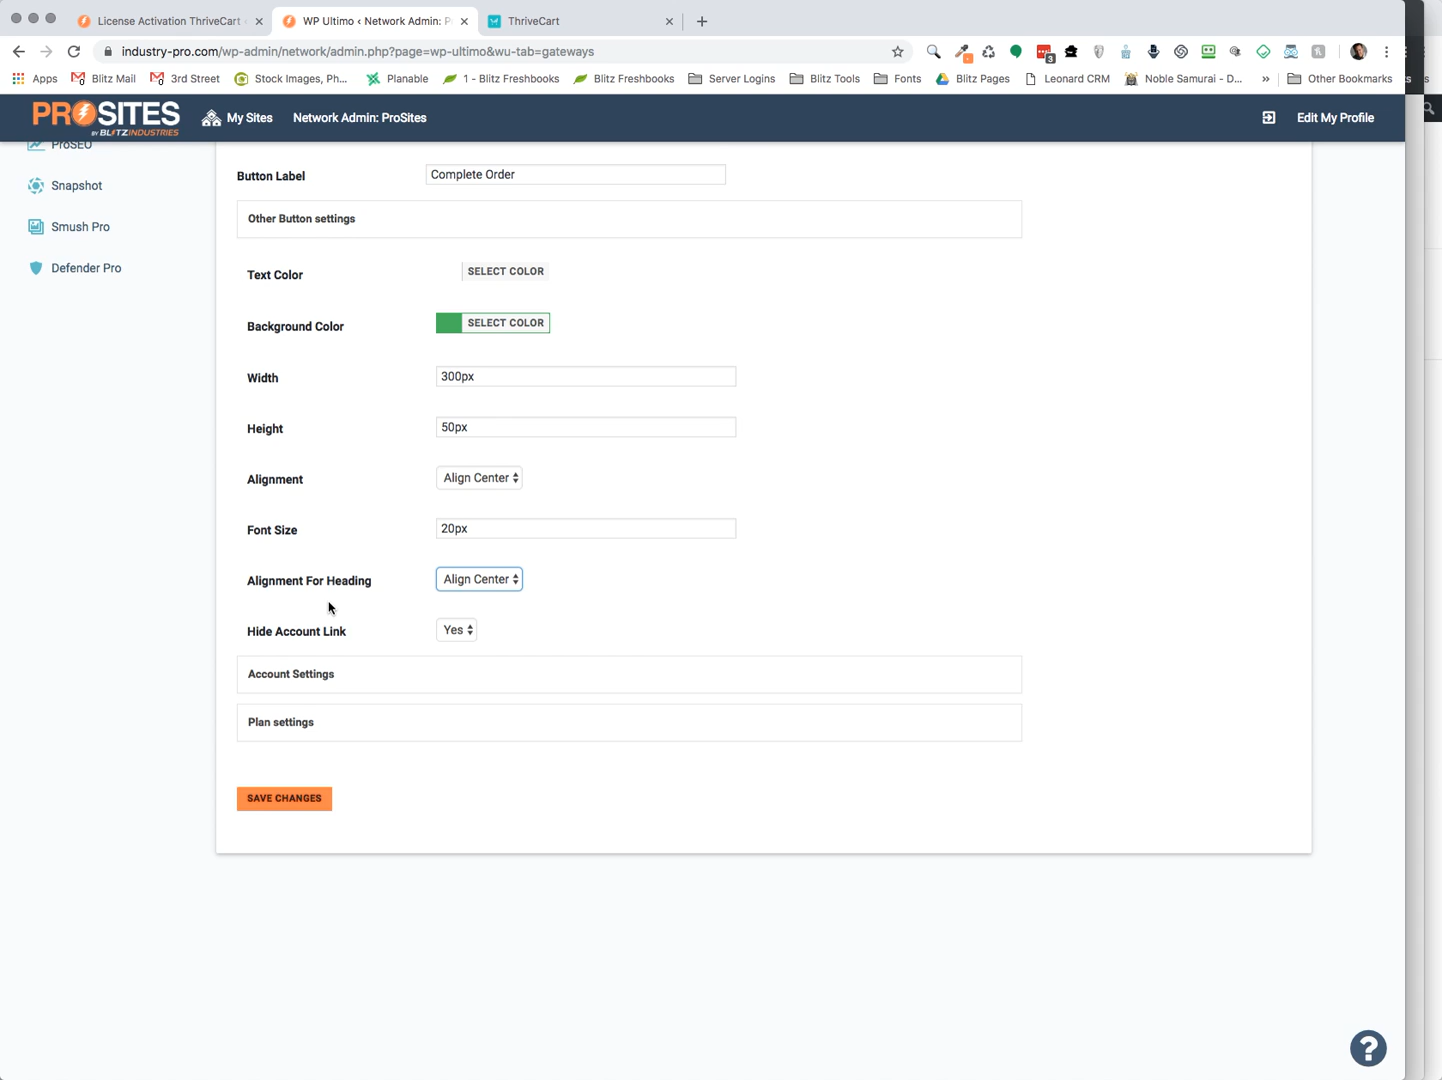 License Activation ThriveCart
WP Ultimo ‹ Network Admin: P
ThriveCart
industry-pro.com/wp-admin/network/admin.php?page=wp-ultimo&wu-tab=gateways
3
Apps
Blitz Mail
3rd Street
Stock Images, Ph...
Planable
1 - Blitz Freshbooks
Blitz Freshbooks
Server Logins
Blitz Tools
Fonts
Blitz Pages
Leonard CRM
Noble Samurai - D...
»
Other Bookmarks
PROSITES
BY BLITZINDUSTRIES
My Sites
Network Admin: ProSites
Edit My Profile
ProSEO
Snapshot
Smush Pro
Defender Pro
Button Label
Complete Order
Other Button settings
Text Color
SELECT COLOR
Background Color
SELECT COLOR
Width
300px
Height
50px
Alignment
Align Center
Font Size
20px
Alignment For Heading
Align Center
Hide Account Link
Yes
Account Settings
Plan settings
SAVE CHANGES
?